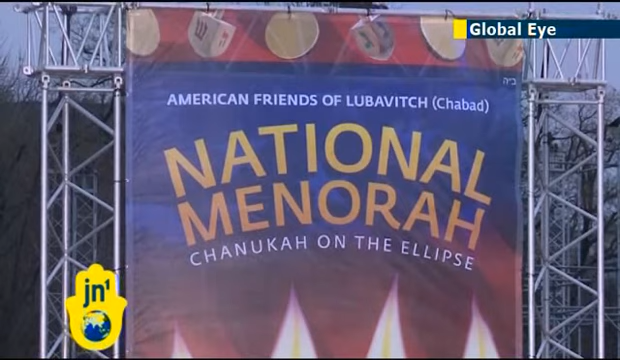 Global Eye
ב"ה
AMERICAN FRIENDS OF LUBAVITCH (Chabad)
NATIONAL
MENORAH
CHANUKAH ON THE ELLIPSE
jn1